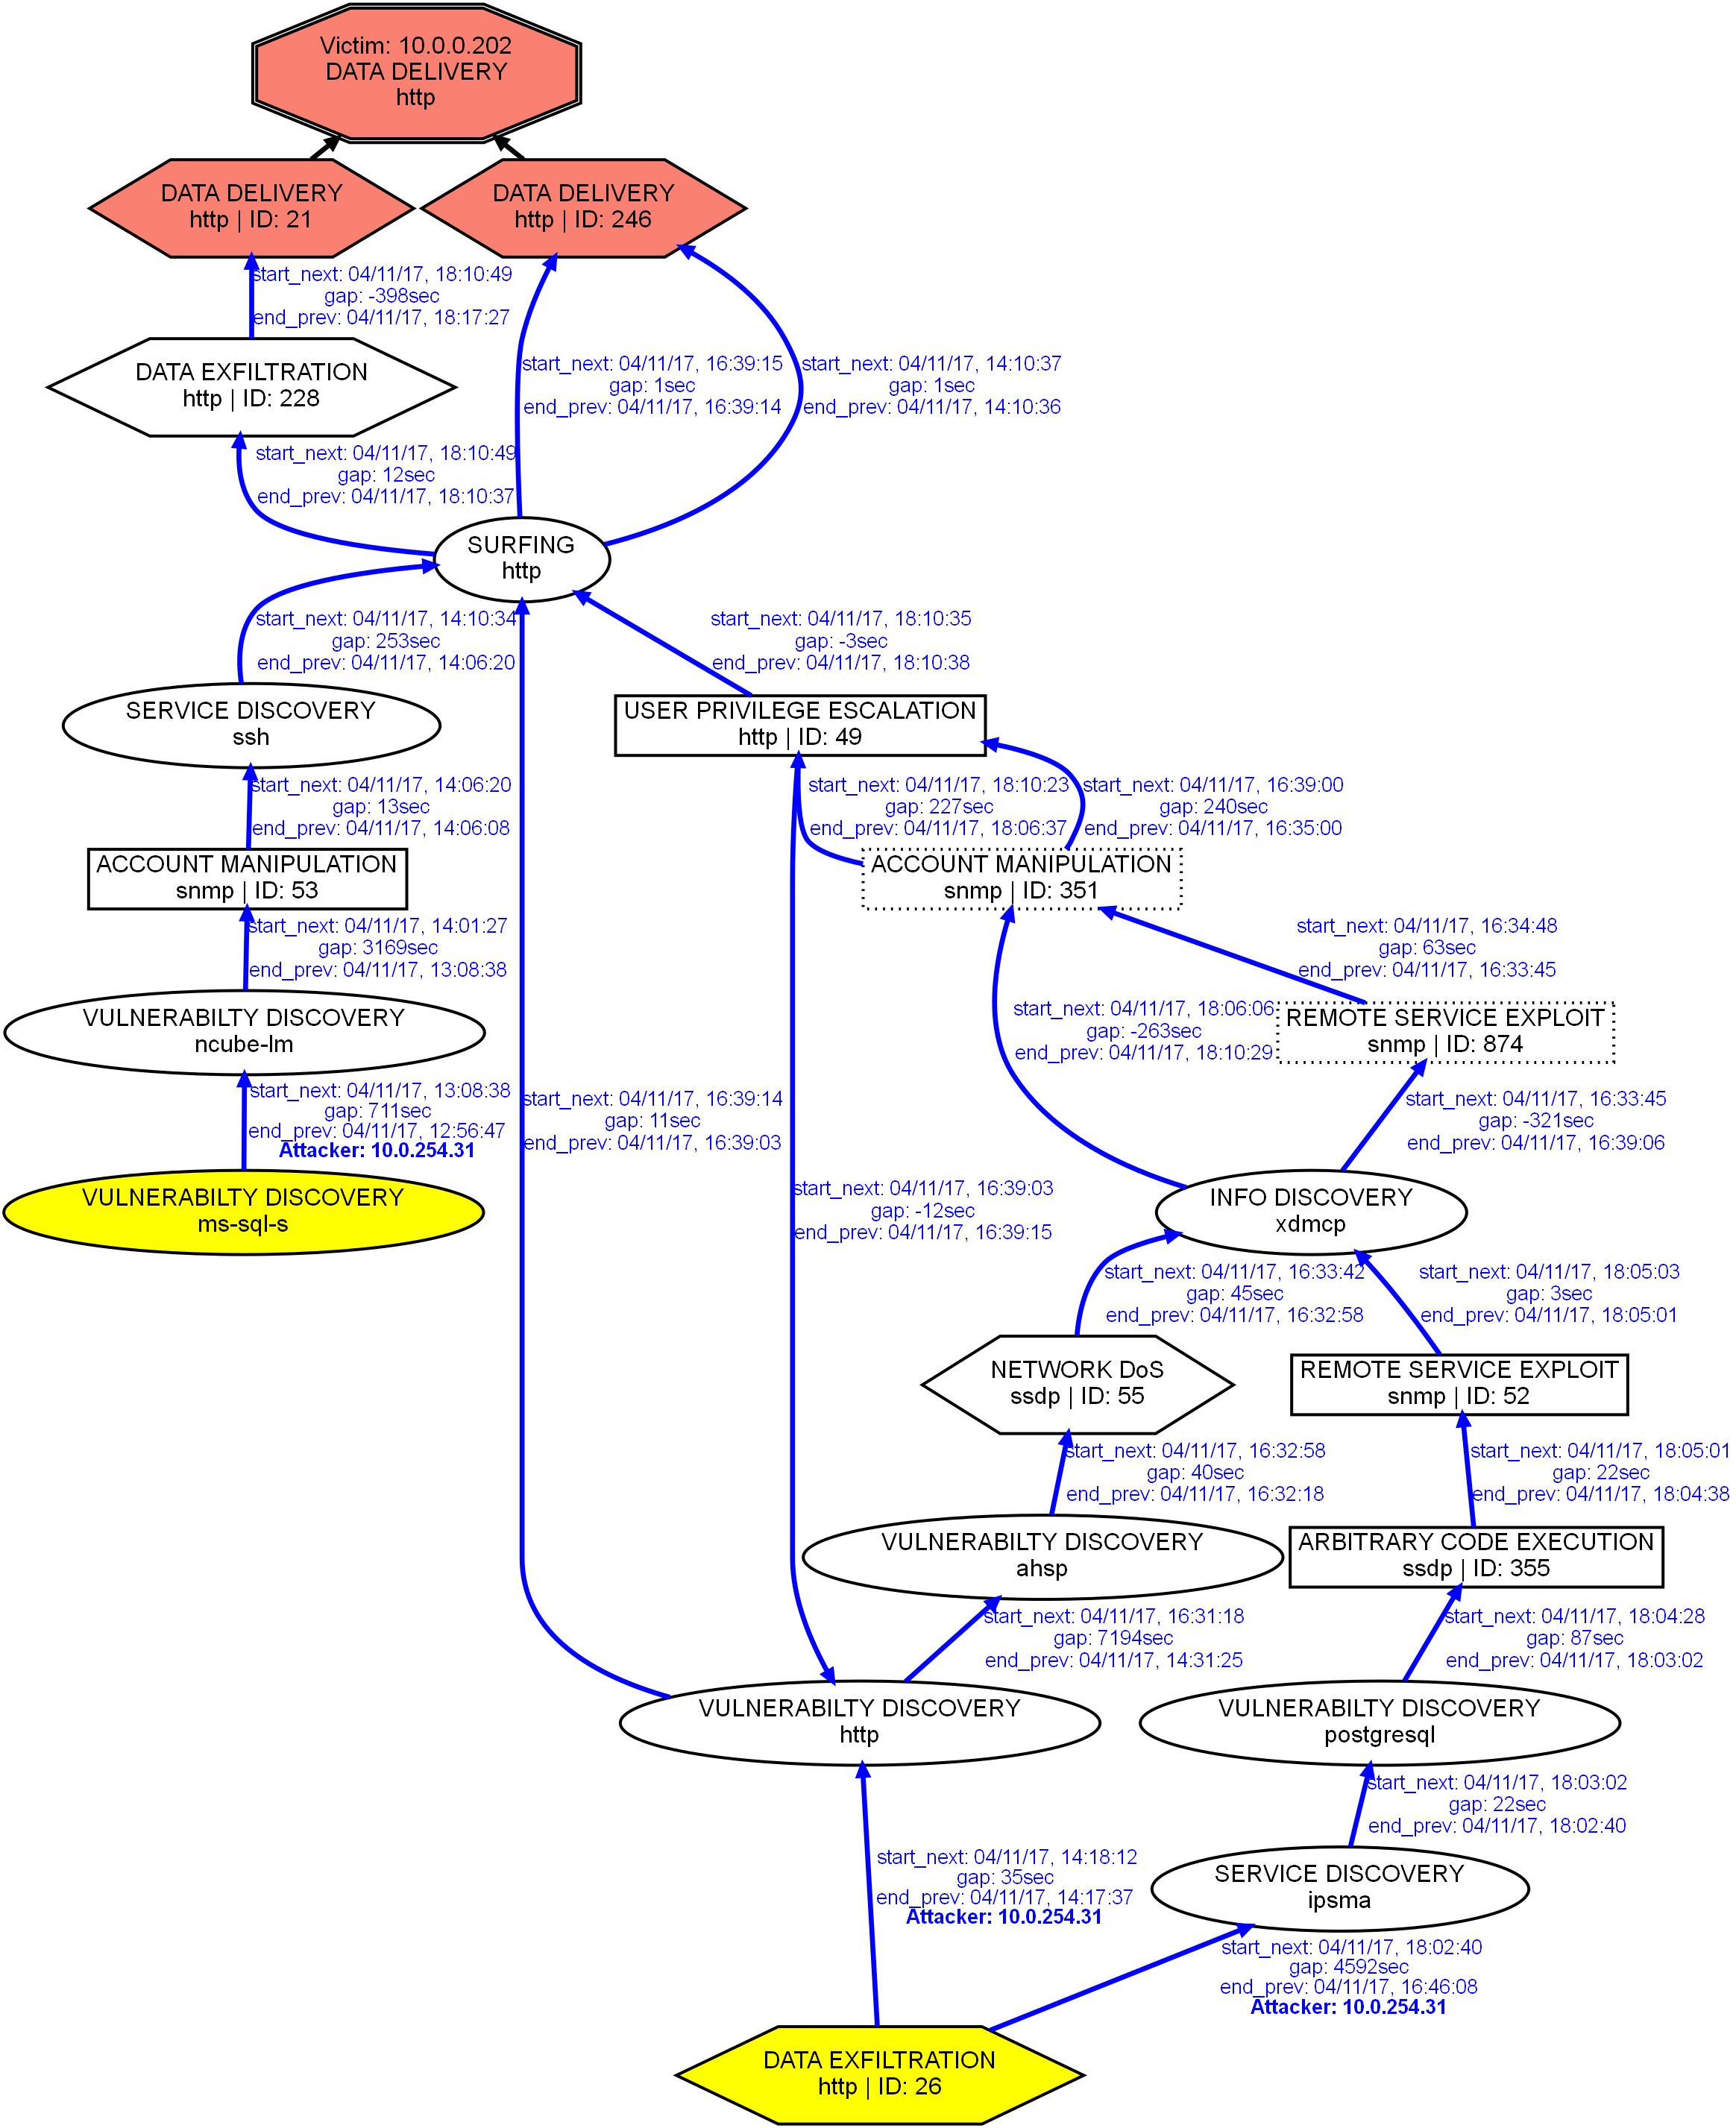 Victim: 10.0.0.202
DATA DELIVERY
http
DATA DELIVERY
http | ID: 21
DATA DELIVERY
http | ID: 246
start_next: 04/11/17, 18:10:49
gap: -398sec
end_prev: 04/11/17, 18:17:27
DATA EXFILTRATION
http | ID: 228
start_next: 04/11/17, 16:39:15
gap: 1sec
end_prev: 04/11/17, 16:39:14
start_next: 04/11/17, 14:10:37
gap: 1sec
end_prev: 04/11/17, 14:10:36
start_next: 04/11/17, 18:10:49
gap: 12sec
end_prev: 04/11/17, 18:10:37
SURFING
http
start_next: 04/11/17, 14:10:34
gap: 253sec
end_prev: 04/11/17, 14:06:20
start_next: 04/11/17, 18:10:35
gap: -3sec
end_prev: 04/11/17, 18:10:38
SERVICE DISCOVERY
ssh
USER PRIVILEGE ESCALATION
http | ID: 49
start_next: 04/11/17, 14:06:20
gap: 13sec
end_prev: 04/11/17, 14:06:08
start_next: 04/11/17, 18:10:23
gap: 227sec
end_prev: 04/11/17, 18:06:37
start_next: 04/11/17, 16:39:00
gap: 240sec
end_prev: 04/11/17, 16:35:00
ACCOUNT MANIPULATION
snmp | ID: 53
ACCOUNT MANIPULATION
snmp | ID: 351
start_next: 04/11/17, 14:01:27
gap: 3169sec
end_prev: 04/11/17, 13:08:38
start_next: 04/11/17, 16:34:48
gap: 63sec
end_prev: 04/11/17, 16:33:45
VULNERABILTY DISCOVERY
ncube-lm
start_next: 04/11/17, 18:06:06
gap: -263sec
end_prev: 04/11/17, 18:10:29
REMOTE SERVICE EXPLOIT
snmp | ID: 874
start_next: 04/11/17, 13:08:38
gap: 711sec
end_prev: 04/11/17, 12:56:47
Attacker: 10.0.254.31
start_next: 04/11/17, 16:39:14
gap: 11sec
end_prev: 04/11/17, 16:39:03
start_next: 04/11/17, 16:33:45
gap: -321sec
end_prev: 04/11/17, 16:39:06
VULNERABILTY DISCOVERY
ms-sql-s
start_next: 04/11/17, 16:39:03
gap: -12sec
end_prev: 04/11/17, 16:39:15
INFO DISCOVERY
xdmcp
start_next: 04/11/17, 16:33:42
gap: 45sec
end_prev: 04/11/17, 16:32:58
start_next: 04/11/17, 18:05:03
gap: 3sec
end_prev: 04/11/17, 18:05:01
NETWORK DoS
ssdp | ID: 55
REMOTE SERVICE EXPLOIT
snmp | ID: 52
start_next: 04/11/17, 16:32:58
gap: 40sec
end_prev: 04/11/17, 16:32:18
start_next: 04/11/17, 18:05:01
gap: 22sec
end_prev: 04/11/17, 18:04:38
VULNERABILTY DISCOVERY
ahsp
ARBITRARY CODE EXECUTION
ssdp | ID: 355
start_next: 04/11/17, 16:31:18
gap: 7194sec
end_prev: 04/11/17, 14:31:25
start_next: 04/11/17, 18:04:28
gap: 87sec
end_prev: 04/11/17, 18:03:02
VULNERABILTY DISCOVERY
http
VULNERABILTY DISCOVERY
postgresql
start_next: 04/11/17, 18:03:02
gap: 22sec
end_prev: 04/11/17, 18:02:40
start_next: 04/11/17, 14:18:12
gap: 35sec
end_prev: 04/11/17, 14:17:37
Attacker: 10.0.254.31
SERVICE DISCOVERY
ipsma
start_next: 04/11/17, 18:02:40
gap: 4592sec
end_prev: 04/11/17, 16:46:08
Attacker: 10.0.254.31
DATA EXFILTRATION
http | ID: 26